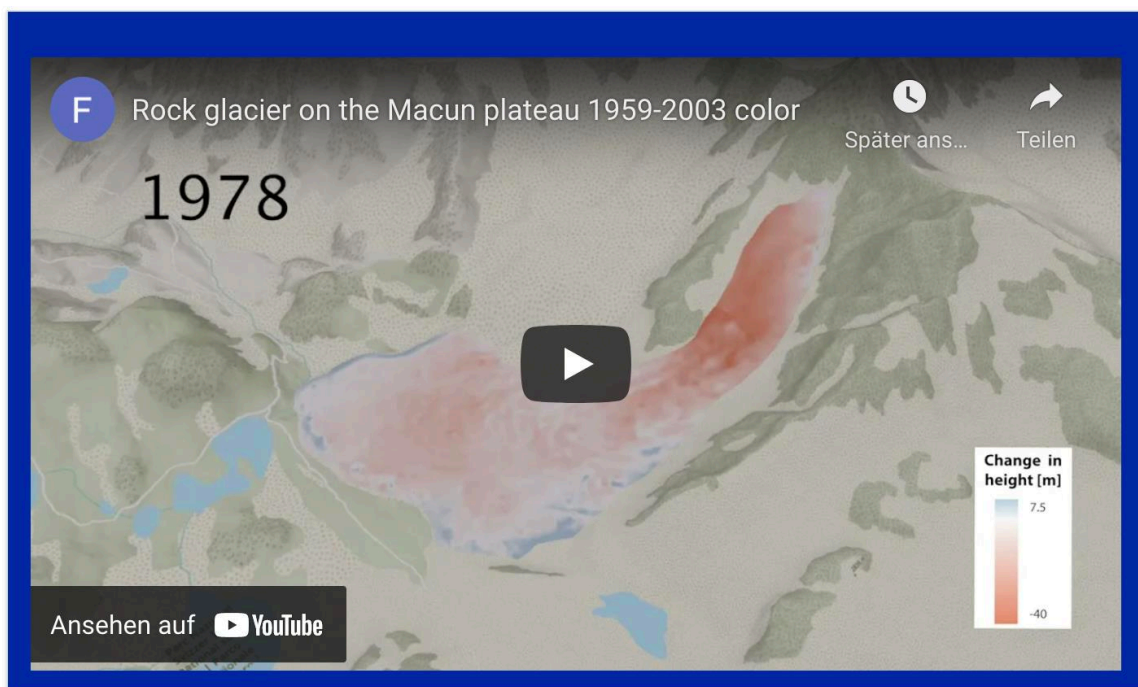 F
Rock glacier on the Macun plateau 1959-2003 color
Später ans...
Teilen
1978
Change in
height [m]
7.5
-40
Ansehen auf YouTube